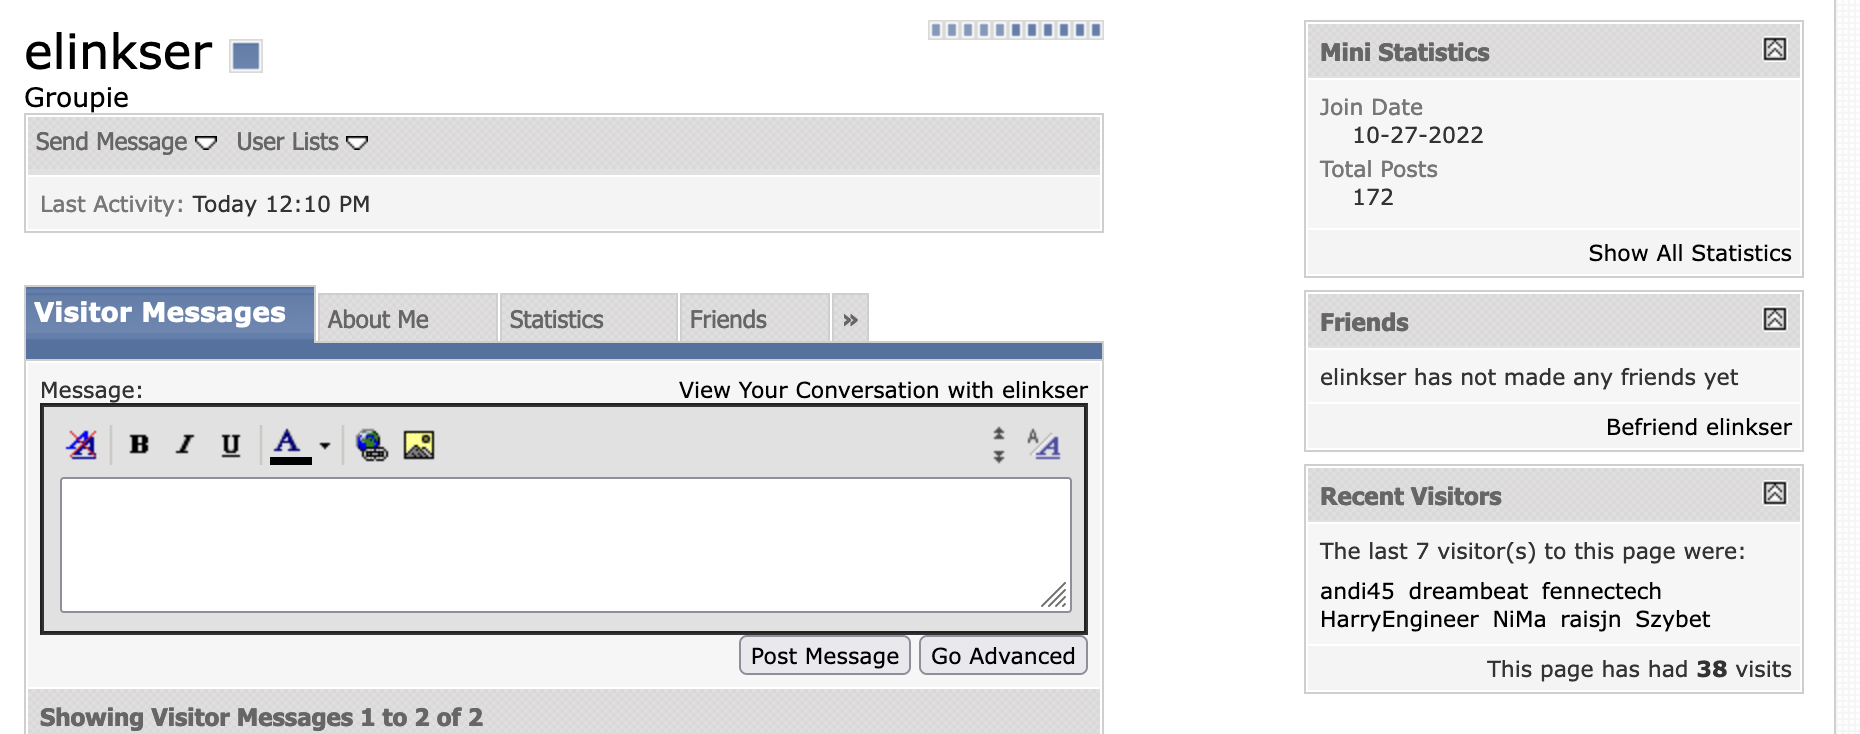 elinkser
Groupie
Send Message User Lists
Last Activity: Today 12:10 PM
Visitor Messages About Me Statistics Friends »
Message: View Your Conversation with elinkser
B I U A A A
Post Message Go Advanced
Showing Visitor Messages 1 to 2 of 2
Mini Statistics
Join Date
10-27-2022
Total Posts
172
Show All Statistics
Friends
elinkser has not made any friends yet
Befriend elinkser
Recent Visitors
The last 7 visitor(s) to this page were:
andi45 dreambeat fennectech
HarryEngineer NiMa raisjn Szybet
This page has had 38 visits